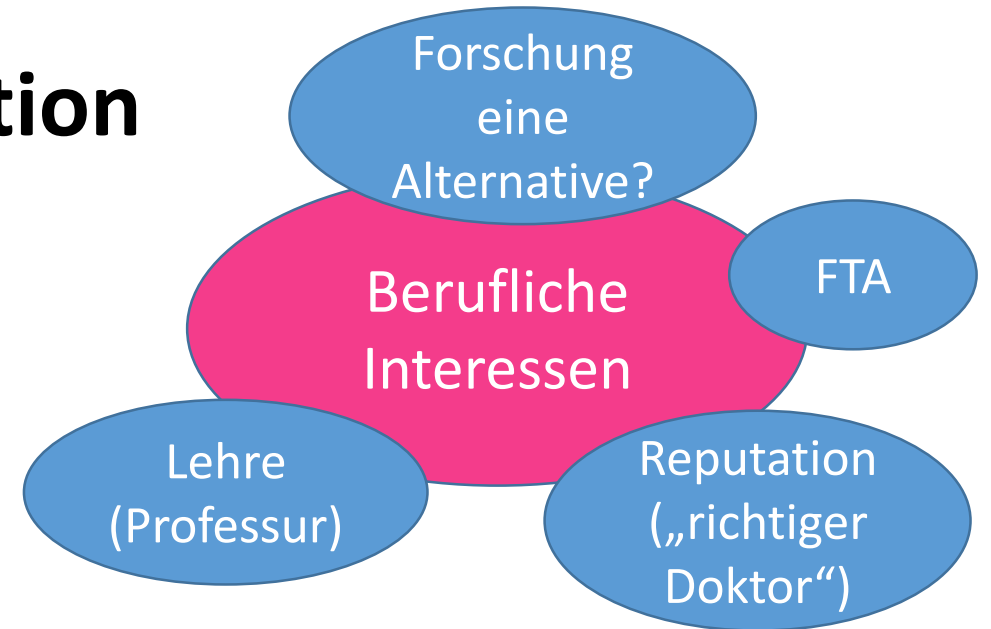 tion
Forschung
eine
Alternative?
FTA
Berufliche
Interessen
Lehre
(Professur)
Reputation
(„richtiger
Doktor“)